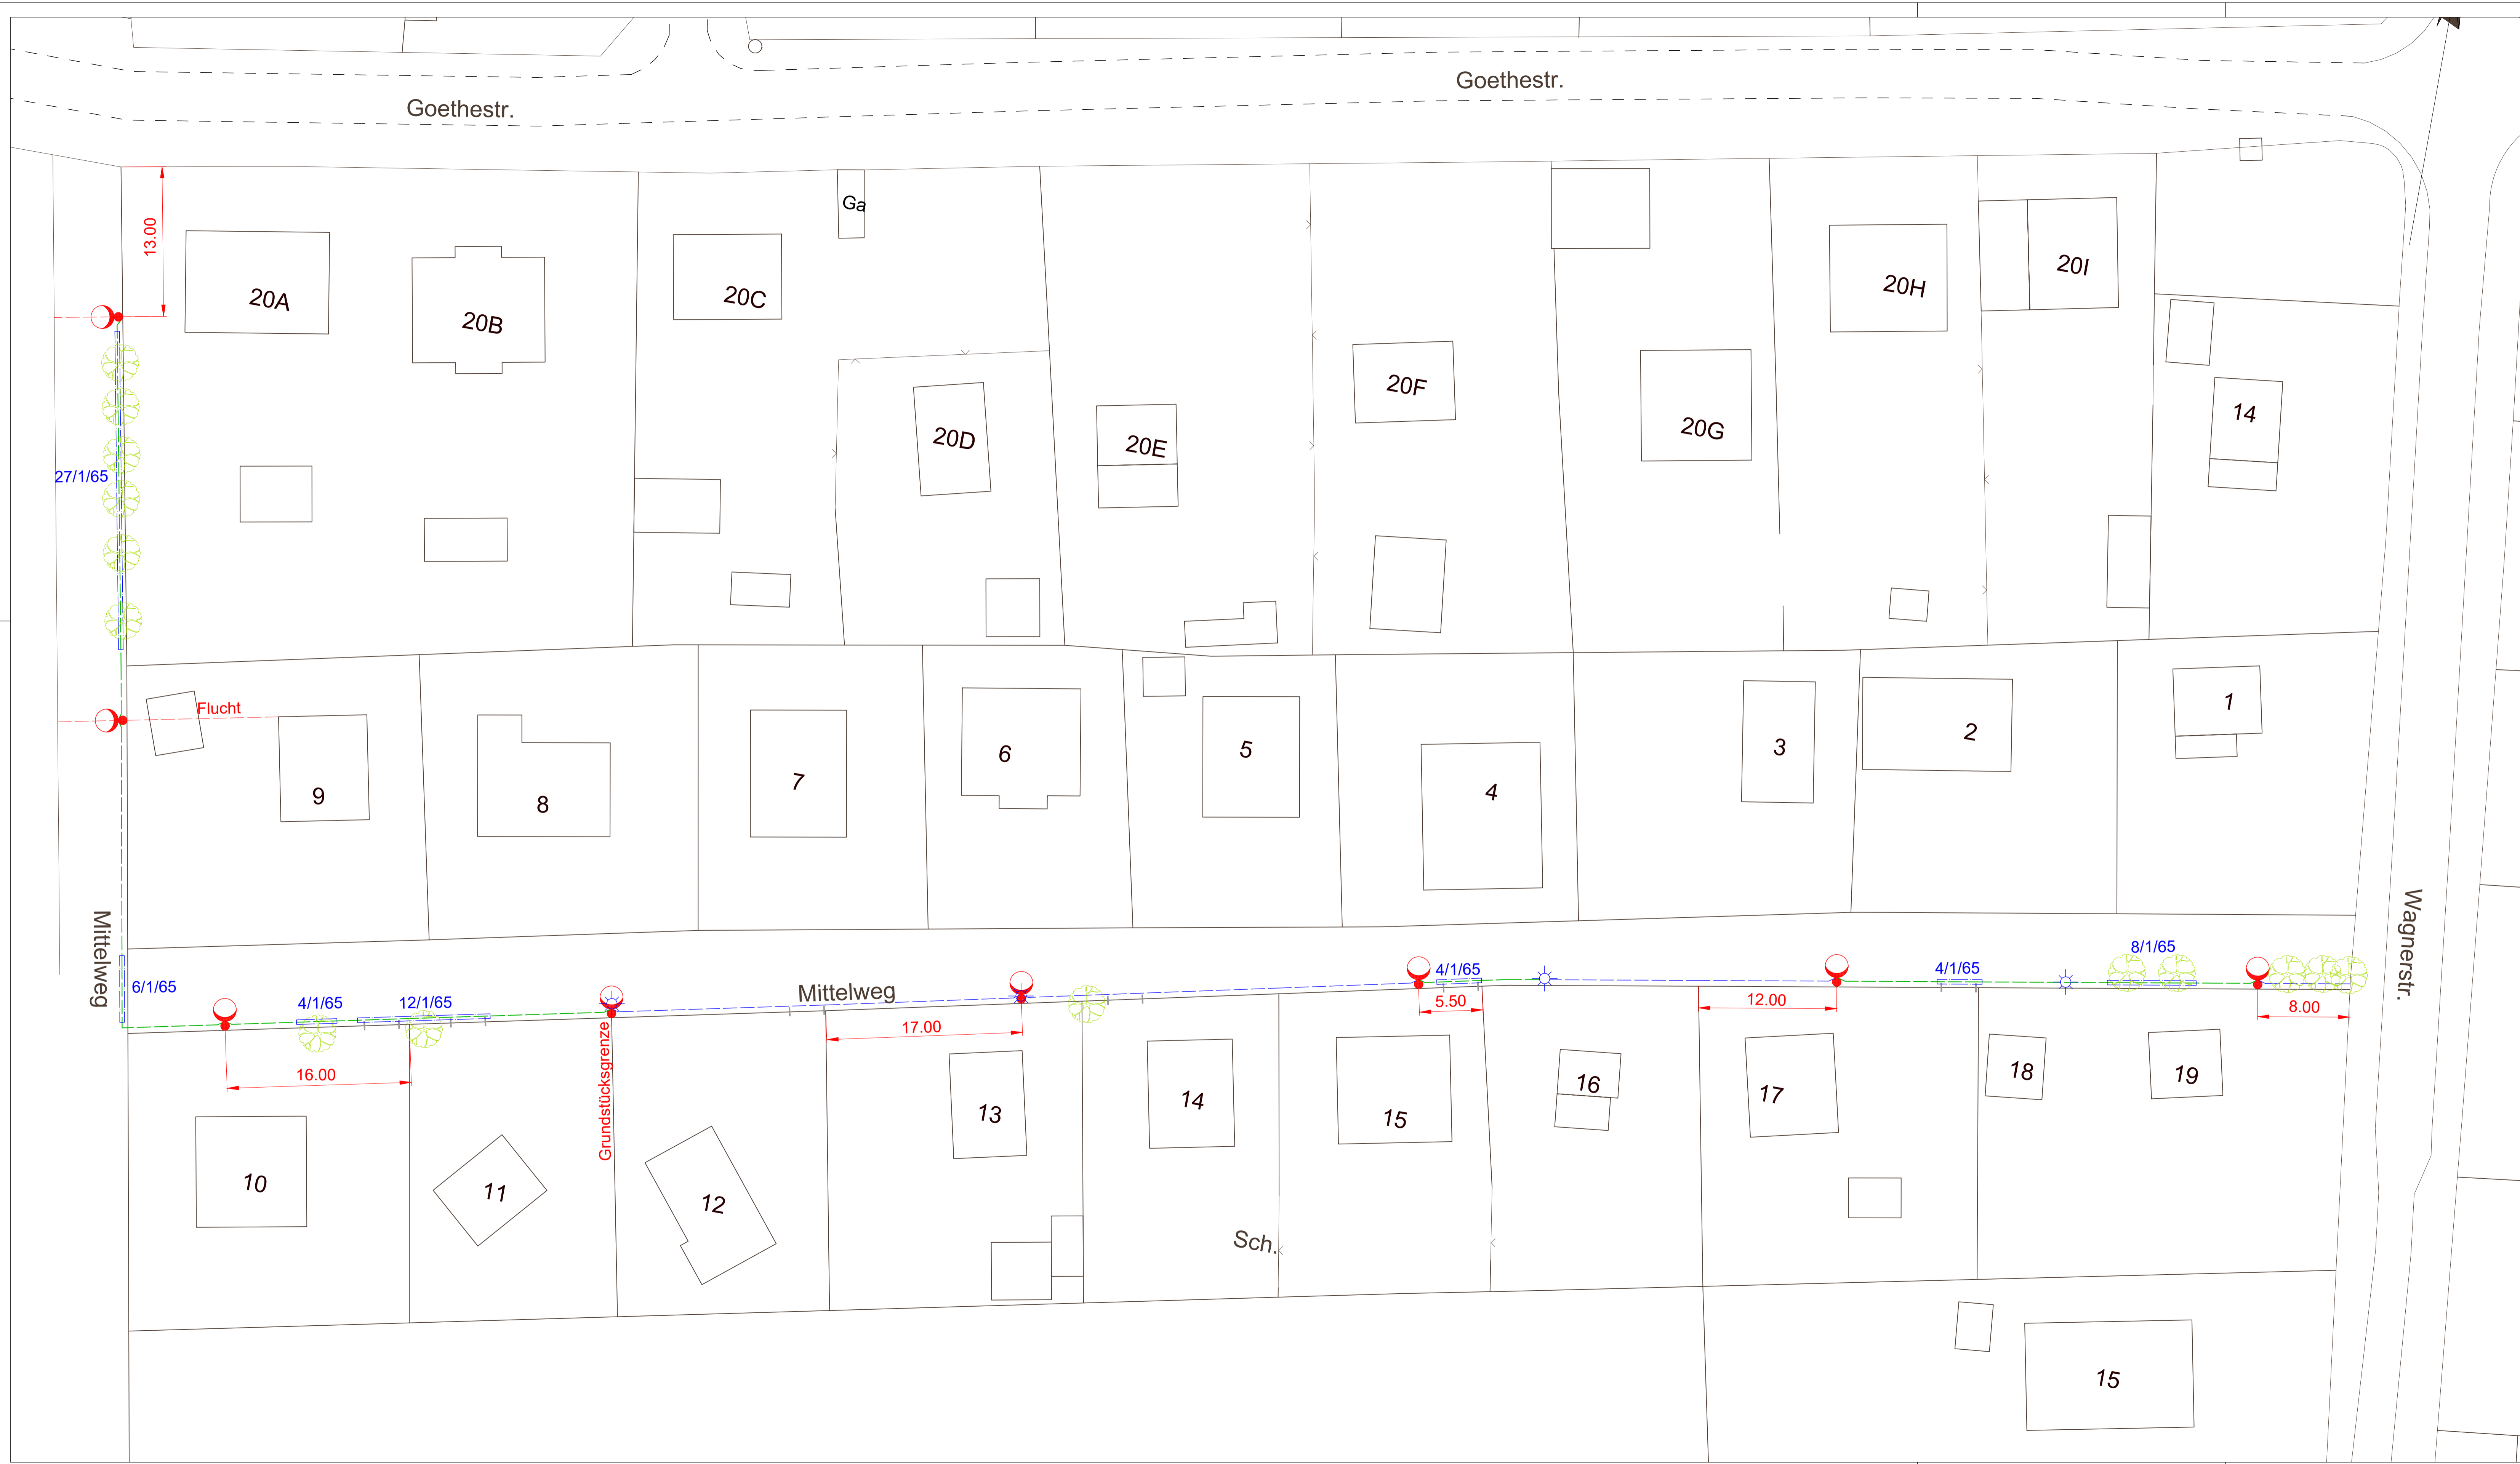 Goethestr.
Goethestr.
13.00
Ga
20A
20B
20C
20D
20E
20F
20G
20H
20I
14
27/1/65
Flucht
9
8
7
6
5
4
3
2
1
Mittelweg
6/1/65
4/1/65
12/1/65
Mittelweg
4/1/65
4/1/65
8/1/65
Wagnerstr.
16.00
Grundstücksgrenze
17.00
5.50
12.00
8.00
10
11
12
13
14
15
16
17
18
19
Sch.
15